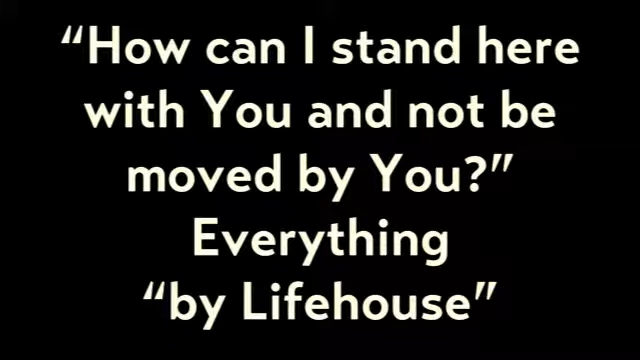 “How can I stand here
with You and not be
moved by You?”
Everything
“by Lifehouse”